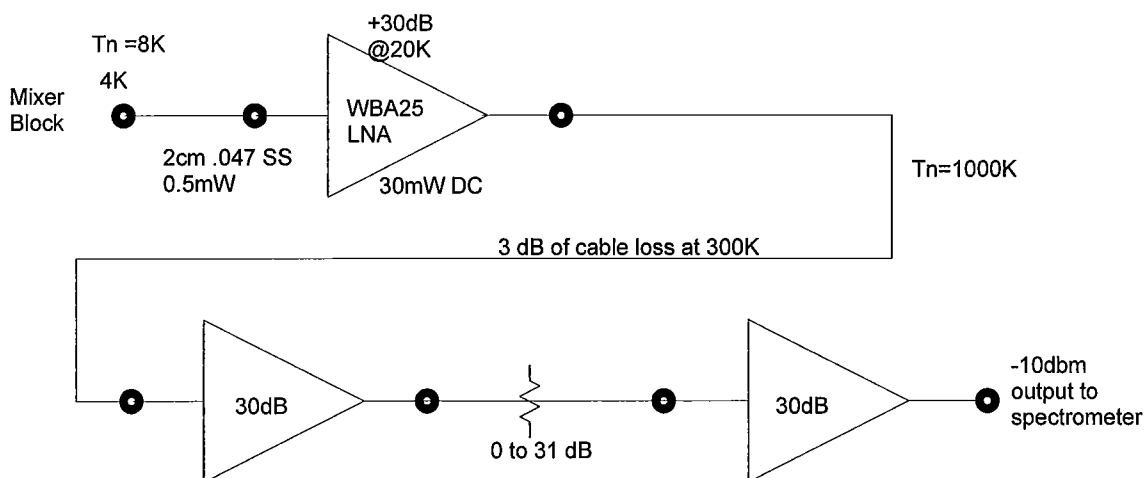 Tn =8K
4K
Mixer
Block
2cm .047 SS
0.5mW
+30dB
@20K
WBA25
LNA
30mW DC
Tn=1000K
3 dB of cable loss at 300K
30dB
0 to 31 dB
30dB
-10dbm
output to
spectrometer